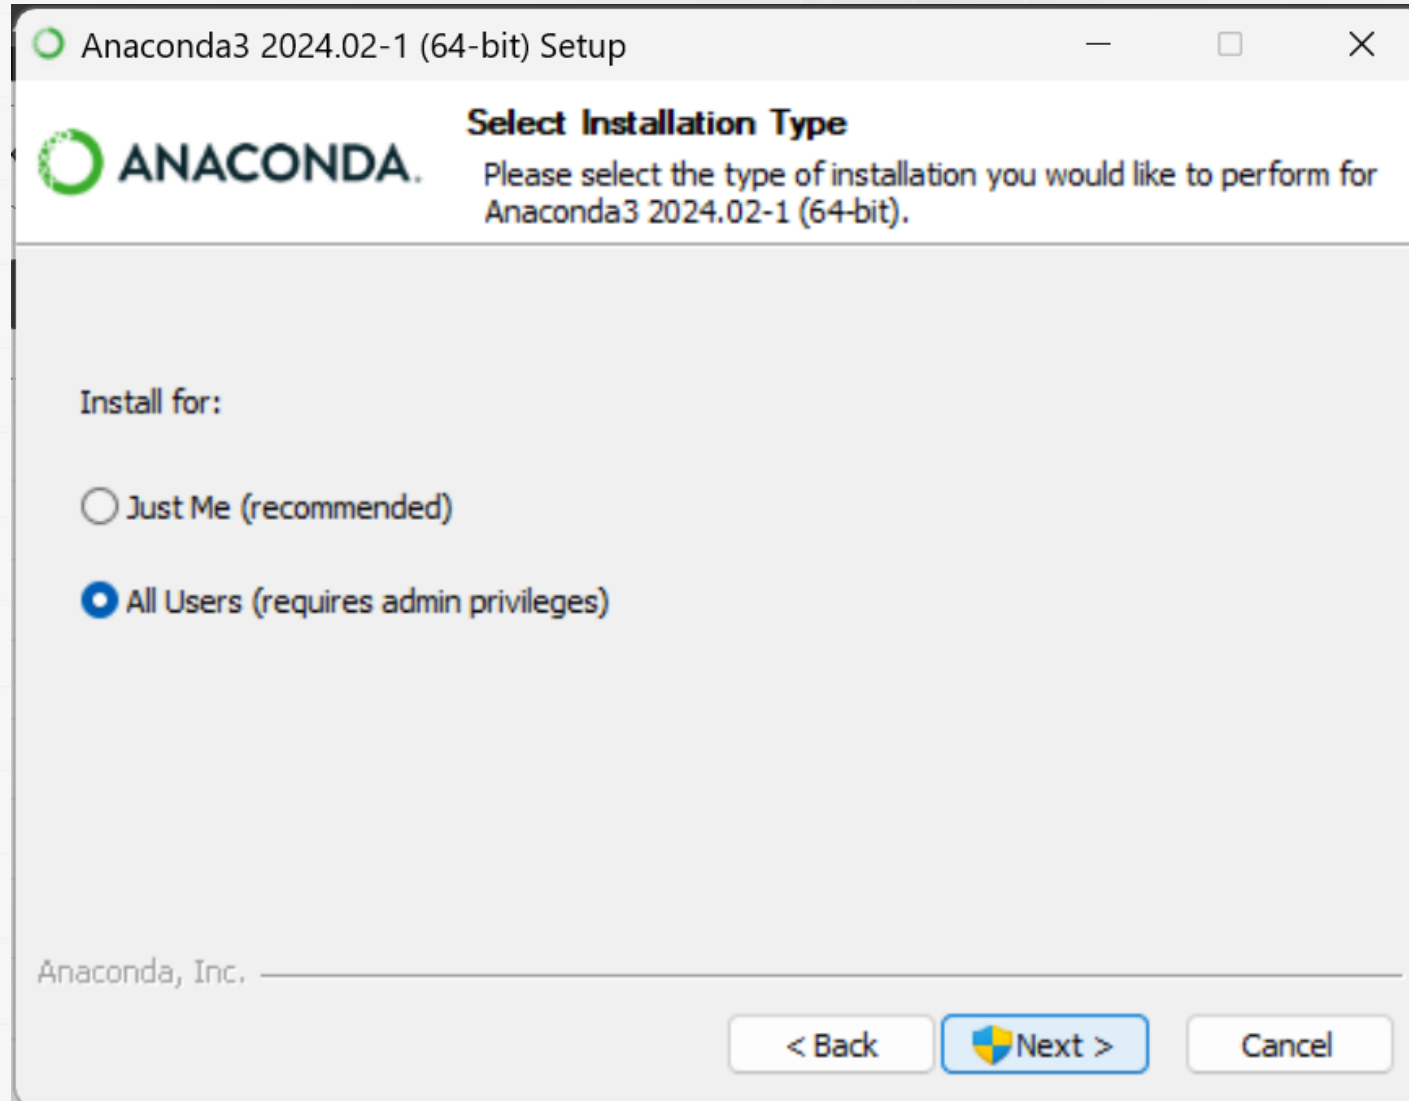 Anaconda3 2024.02-1 (64-bit) Setup
ANACONDA.
Select Installation Type
Please select the type of installation you would like to perform for
Anaconda3 2024.02-1 (64-bit).
Install for:
Just Me (recommended)
All Users (requires admin privileges)
Anaconda, Inc.
< Back
Next >
Cancel